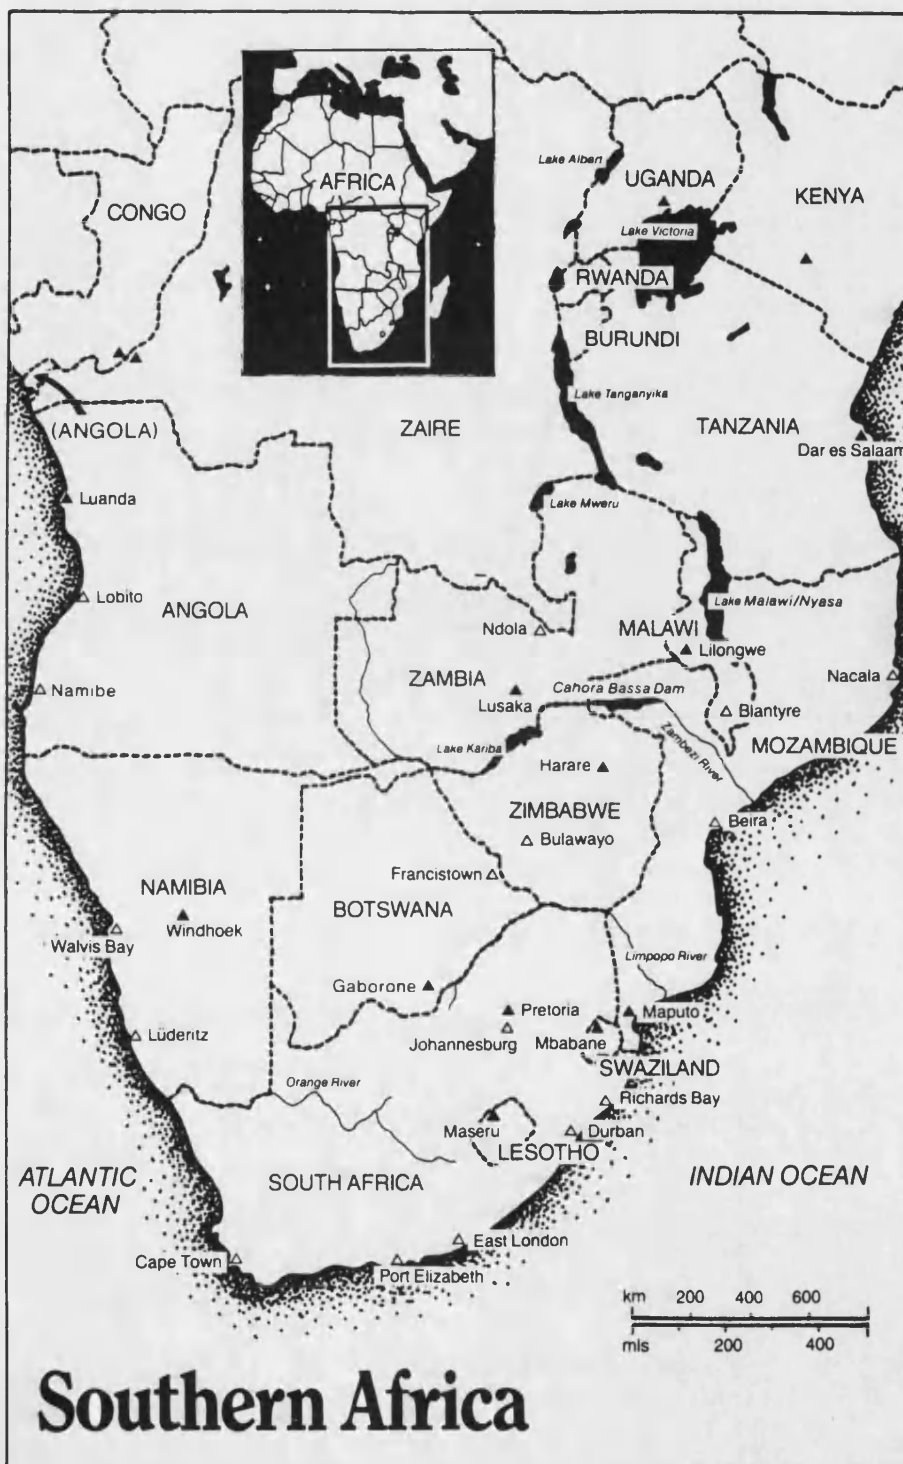 AFRICA
Lake Albert
UGANDA
KENYA
CONGO
Lake Victoria
RWANDA
BURUNDI
Lake Tanganyika
(ANGOLA)
ZAIRE
TANZANIA
Dar es Salaam
Luanda
Lake Mweru
Lobito
ANGOLA
Lake Malawi/Nyasa
Ndola
MALAWI
Lilongwe
Namibe
ZAMBIA
Lusaka
Cahora Bassa Dam
Nacala
Blantyre
Lake Kariba
Zambezi River
MOZAMBIQUE
Harare
ZIMBABWE
Beira
Bulawayo
Francistown
NAMIBIA
BOTSWANA
Windhoek
Walvis Bay
Limpopo River
Gaborone
Pretoria
Maputo
Lüderitz
Johannesburg
Mbabane
SWAZILAND
Orange River
Richards Bay
Maseru
Durban
LESOTHO
ATLANTIC
OCEAN
SOUTH AFRICA
INDIAN OCEAN
East London
Cape Town
Port Elizabeth
km 200 400 600
mls 200 400
Southern Africa